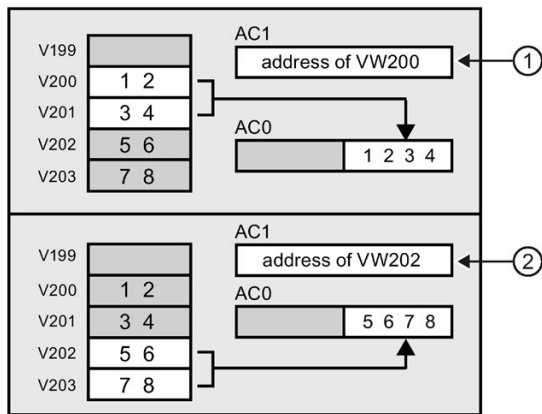 AC1
V199
address of VW200
1
V200
1 2
V201
3 4
AC0
V202
5 6
1 2 3 4
V203
7 8
AC1
V199
address of VW202
2
V200
1 2
AC0
V201
3 4
5 6 7 8
V202
5 6
V203
7 8